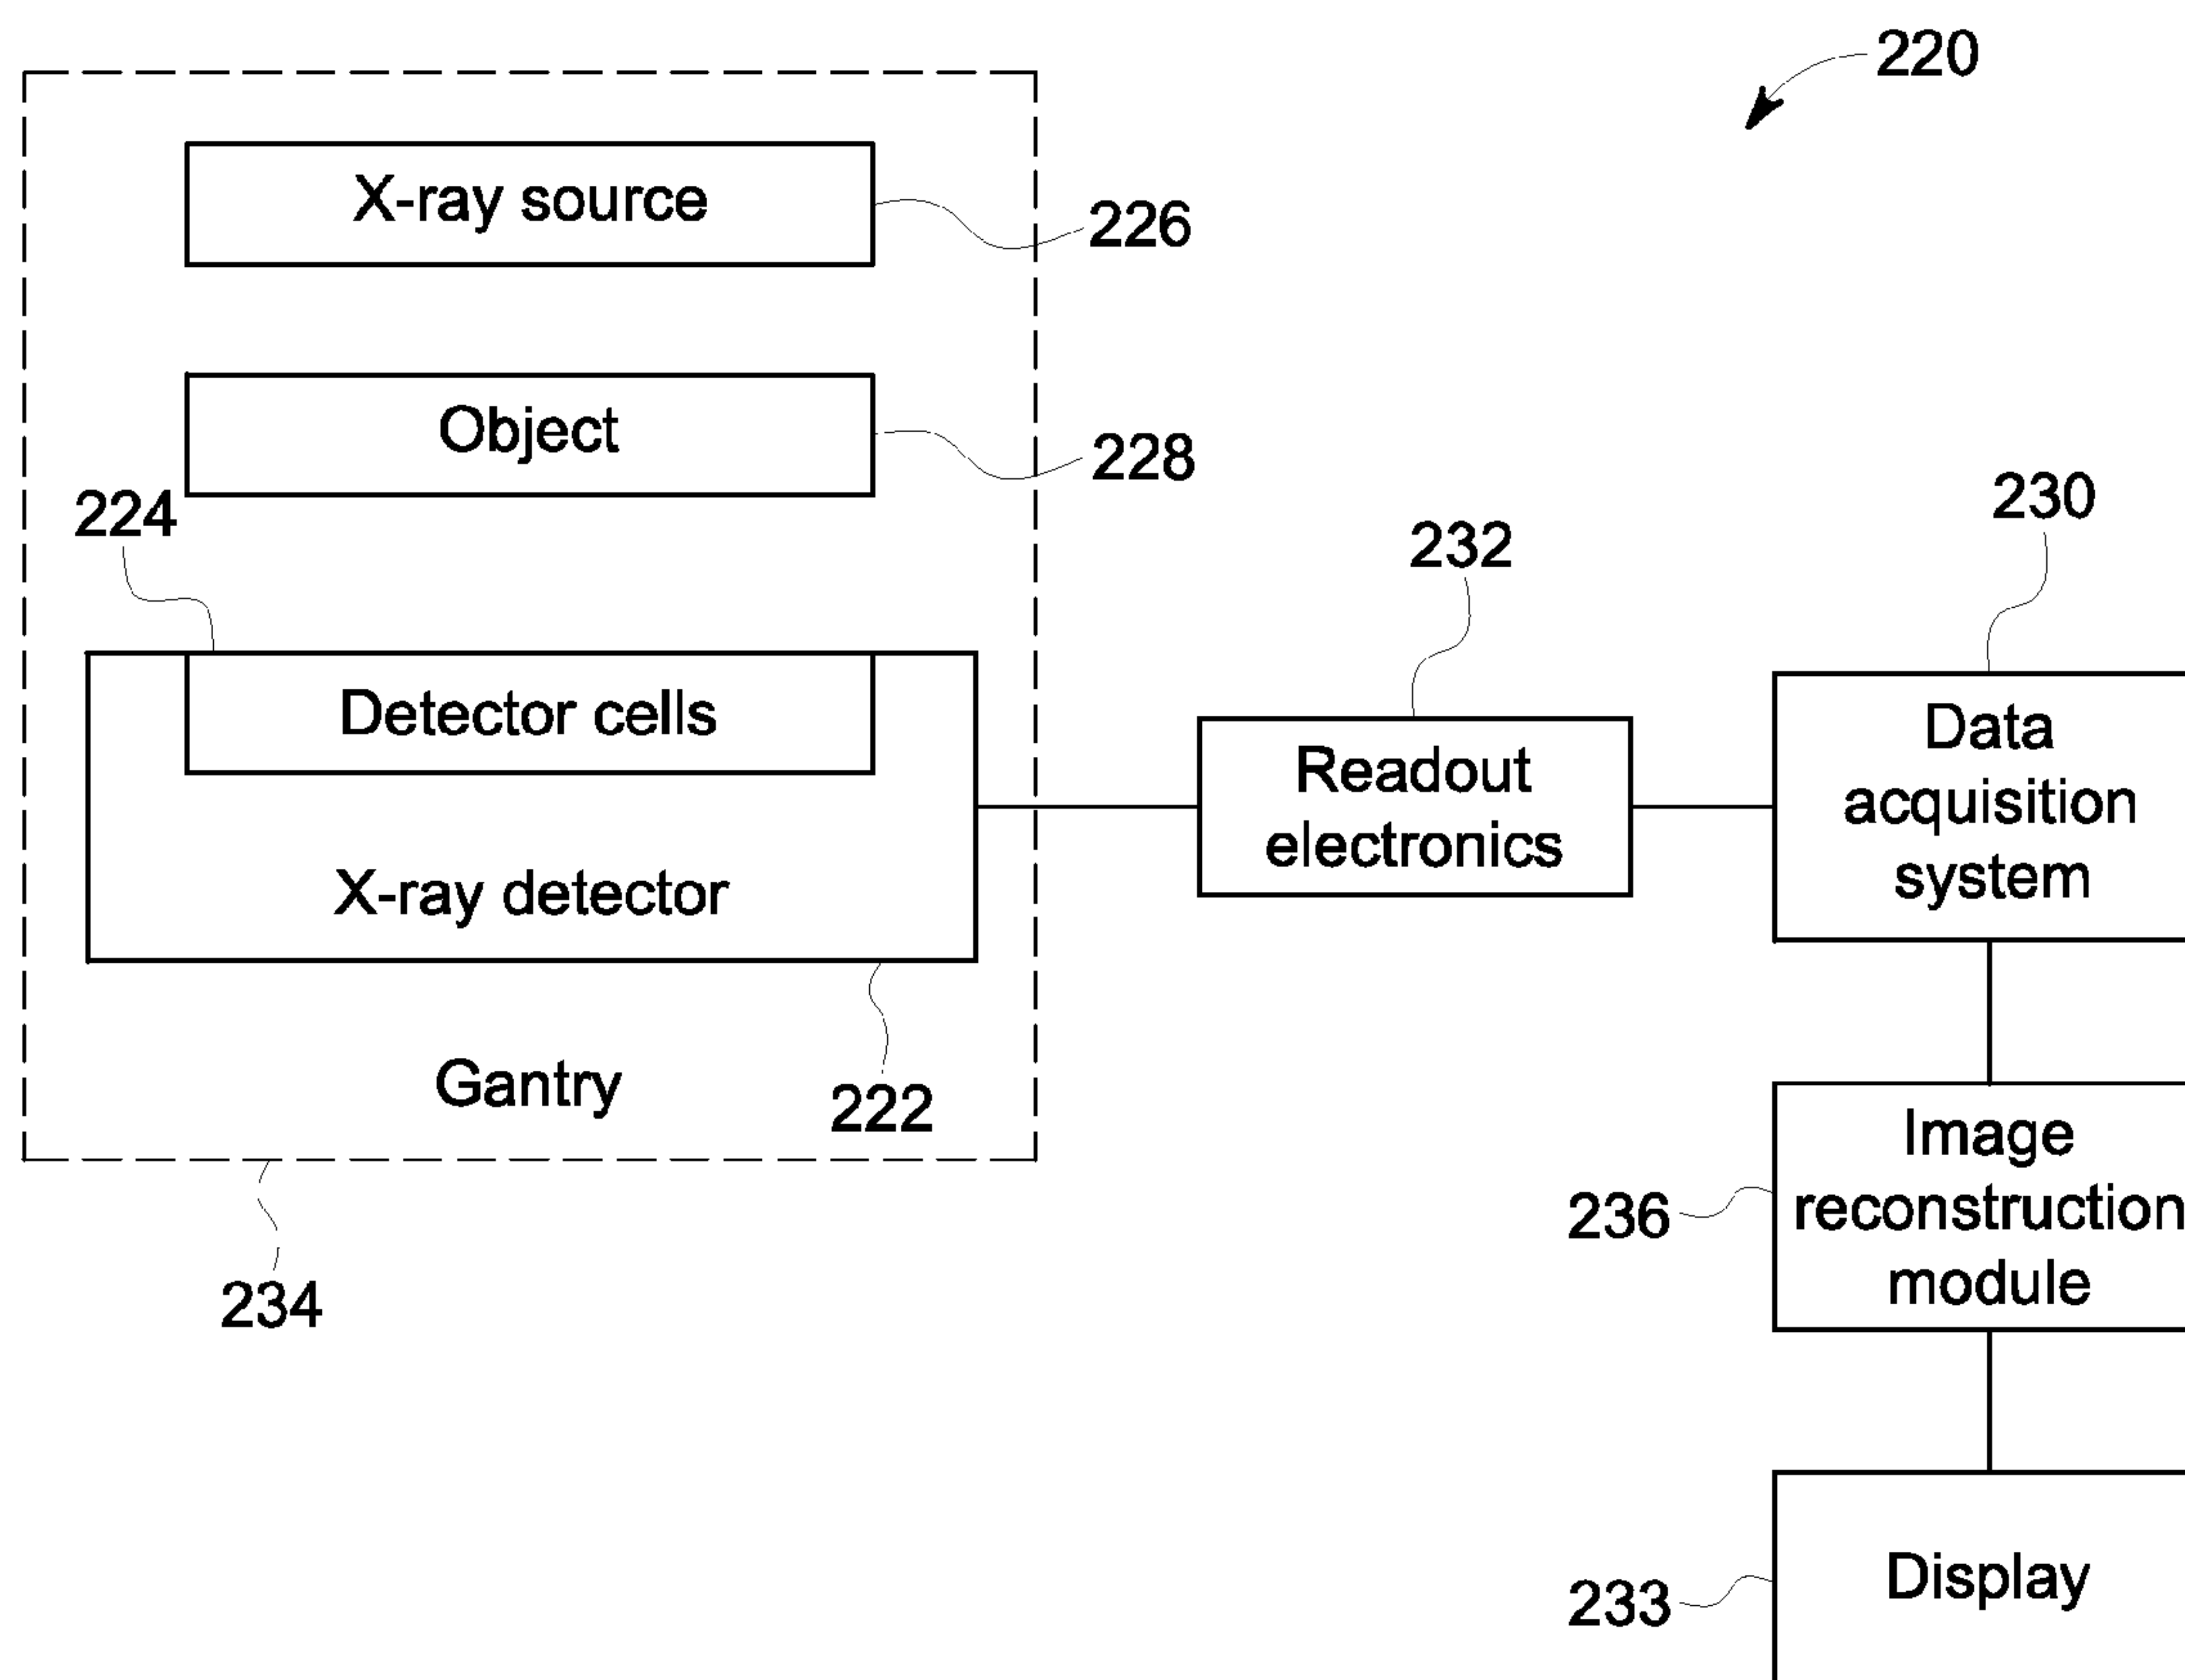 220
X-ray source
226
Object
228
224
Detector cells
X-ray detector
222
Gantry
234
232
Readout
electronics
230
Data
acquisition
system
Image
reconstruction
module
236
Display
233